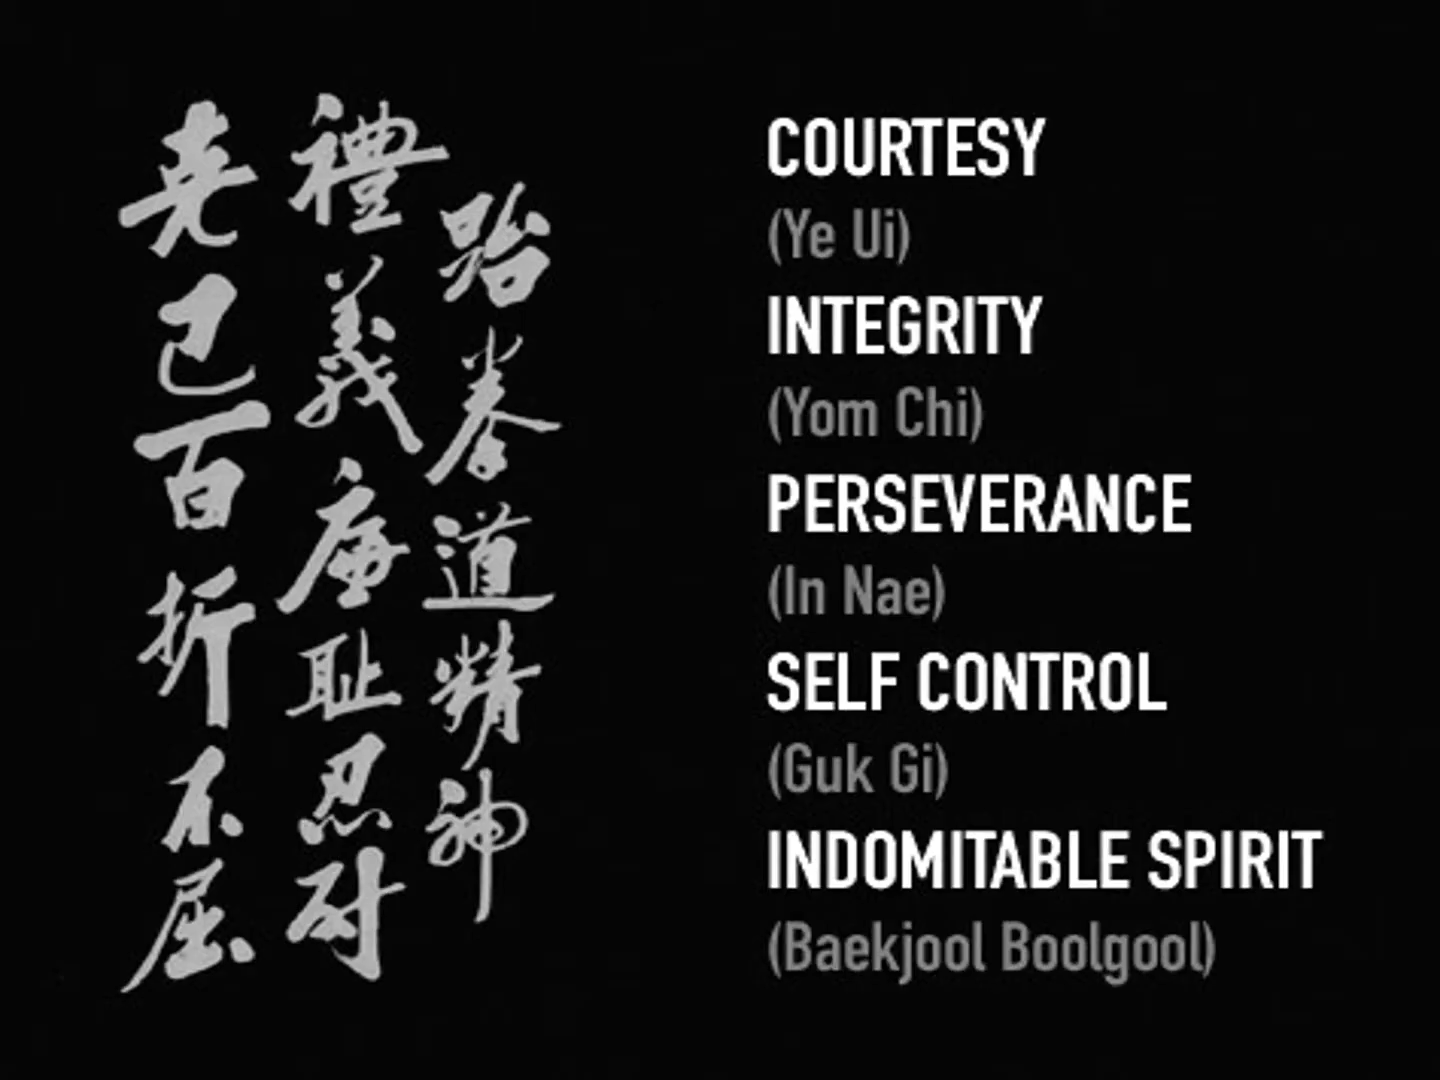 跆拳道精神
禮義廉恥忍耐
克己百折不屈
COURTESY
(Ye Ui)
INTEGRITY
(Yom Chi)
PERSEVERANCE
(In Nae)
SELF CONTROL
(Guk Gi)
INDOMITABLE SPIRIT
(Baekjool Boolgool)